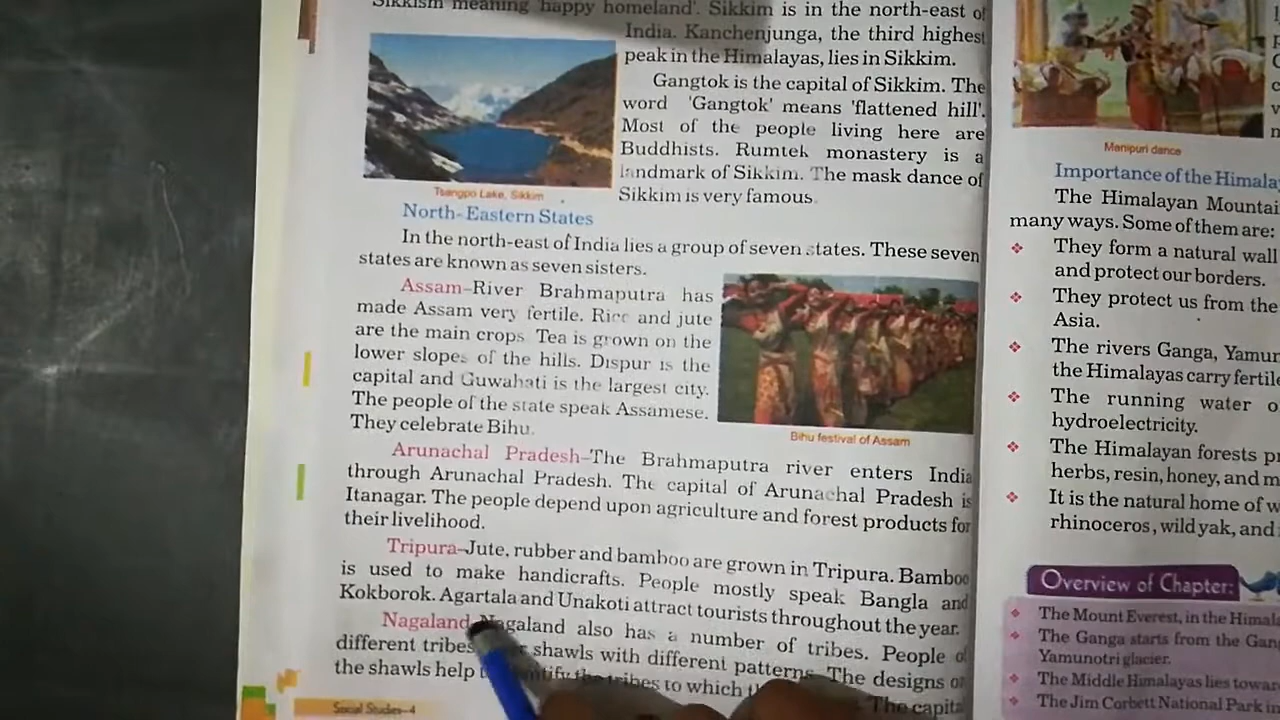 Sikkism meaning 'happy homeland'. Sikkim is in the north-east of
India. Kanchenjunga, the third highest
peak in the Himalayas, lies in Sikkim.
Gangtok is the capital of Sikkim. The
word 'Gangtok' means 'flattened hill'.
Most of the people living here are
Buddhists. Rumtek monastery is a
landmark of Sikkim. The mask dance of
Sikkim is very famous.
Tsangpo Lake, Sikkim
North-Eastern States
In the north-east of India lies a group of seven states. These seven
states are known as seven sisters.
Assam–River Brahmaputra has
made Assam very fertile. Rice and jute
are the main crops. Tea is grown on the
lower slopes of the hills. Dispur is the
capital and Guwahati is the largest city.
The people of the state speak Assamese.
They celebrate Bihu.
Bihu festival of Assam
Arunachal Pradesh–The Brahmaputra river enters India
through Arunachal Pradesh. The capital of Arunachal Pradesh is
Itanagar. The people depend upon agriculture and forest products for
their livelihood.
Tripura–Jute, rubber and bamboo are grown in Tripura. Bamboo
is used to make handicrafts. People mostly speak Bangla and
Kokborok. Agartala and Unakoti attract tourists throughout the year.
Nagaland–Nagaland also has a number of tribes. People of
different tribes shawls with different patterns. The designs of
the shawls help identify the tribes to which
The capita
Social Studies–4
Manipuri dance
Importance of the Himala
The Himalayan Mountai
many ways. Some of them are:
❖ They form a natural wall
and protect our borders.
❖ They protect us from the
Asia.
❖ The rivers Ganga, Yamun
the Himalayas carry fertile
❖ The running water o
hydroelectricity.
❖ The Himalayan forests pr
herbs, resin, honey, and m
❖ It is the natural home of w
rhinoceros, wild yak, and
Overview of Chapter:
❖ The Mount Everest, in the Himal
❖ The Ganga starts from the Gang
Yamunotri glacier.
❖ The Middle Himalayas lies towar
❖ The Jim Corbett National Park in